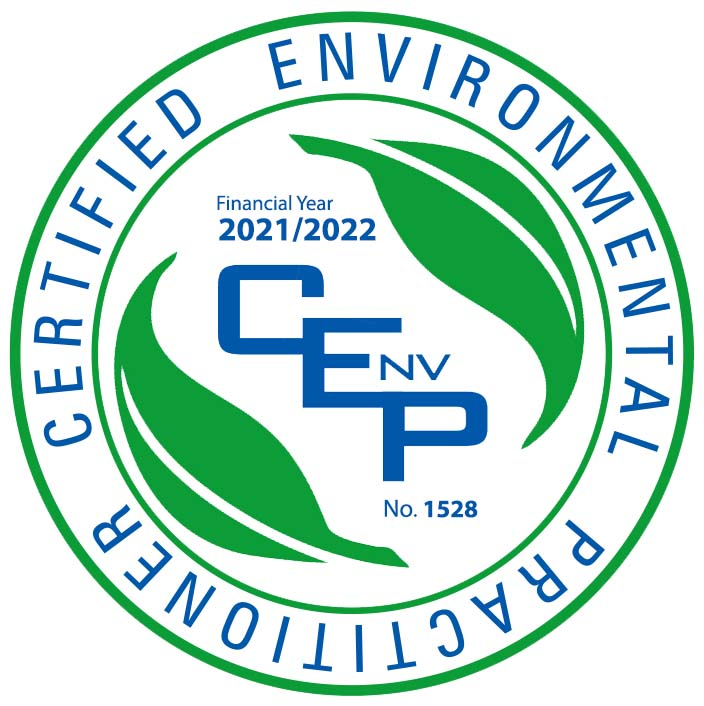 CERTIFIED ENVIRONMENTAL PRACTITIONER
Financial Year
2021/2022
CENVP
No. 1528